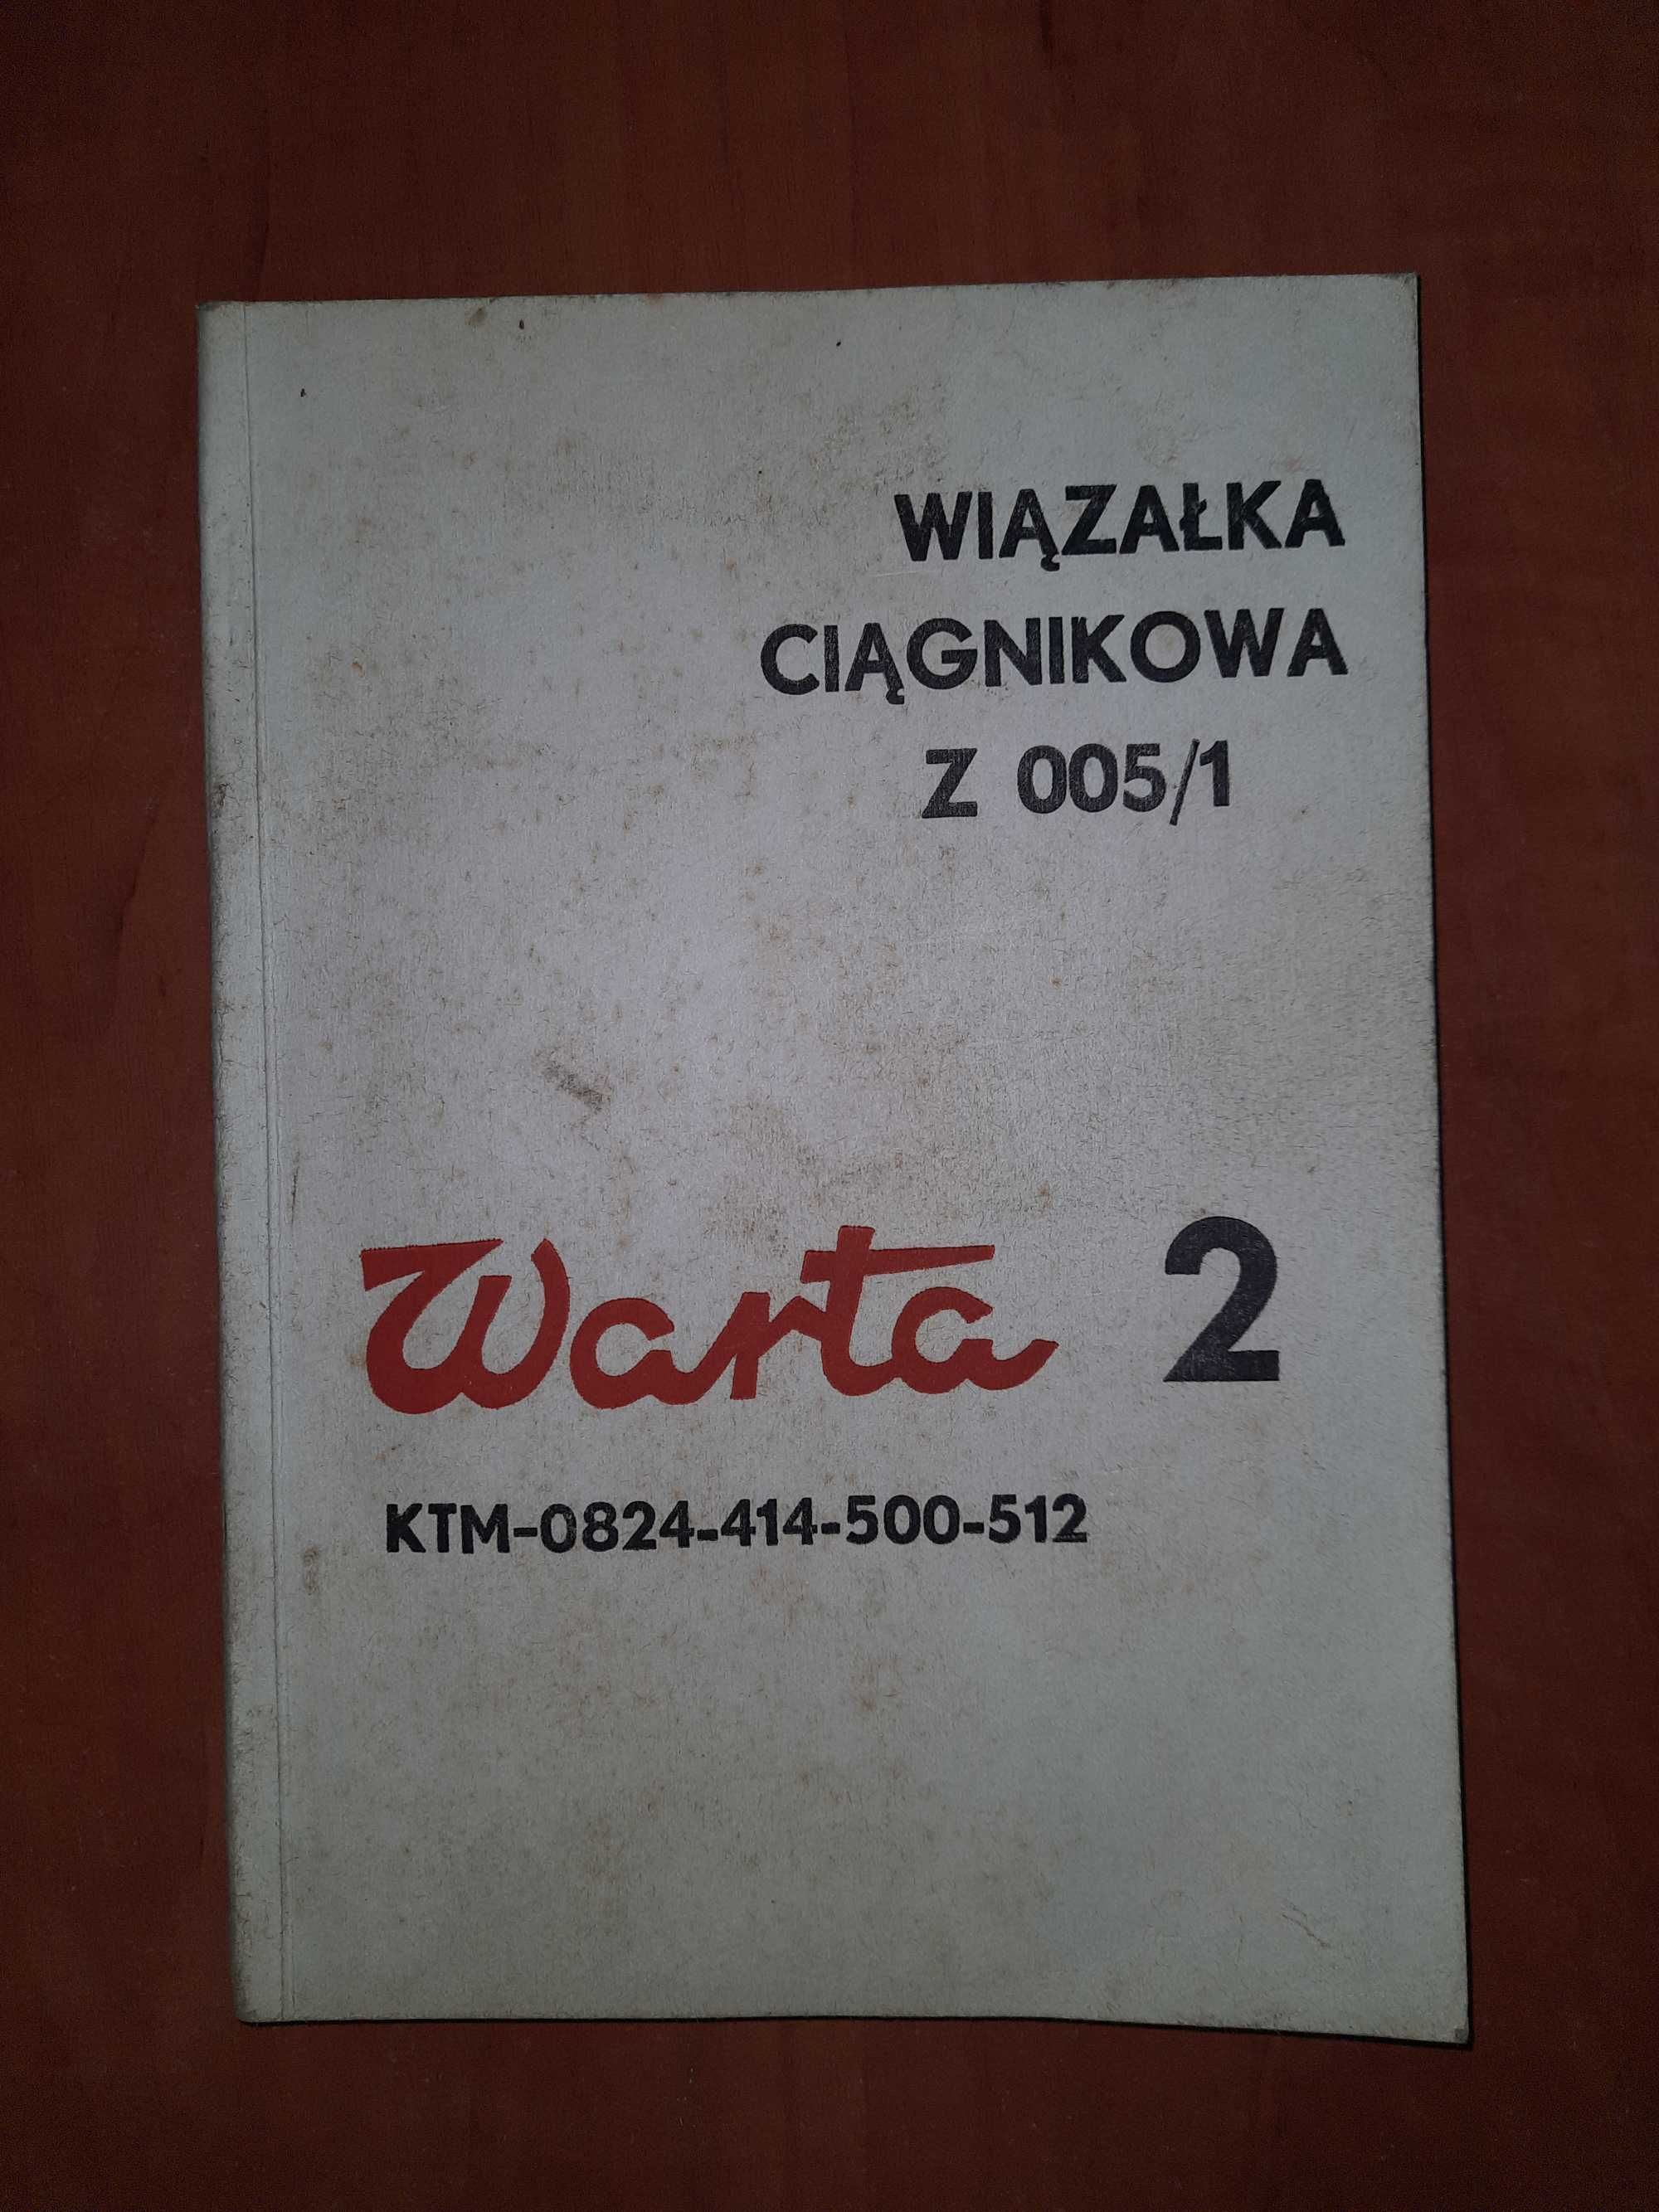 WIĄZAŁKA
CIĄGNIKOWA
Z 005/1
Warta 2
KTM-0824-414-500-512